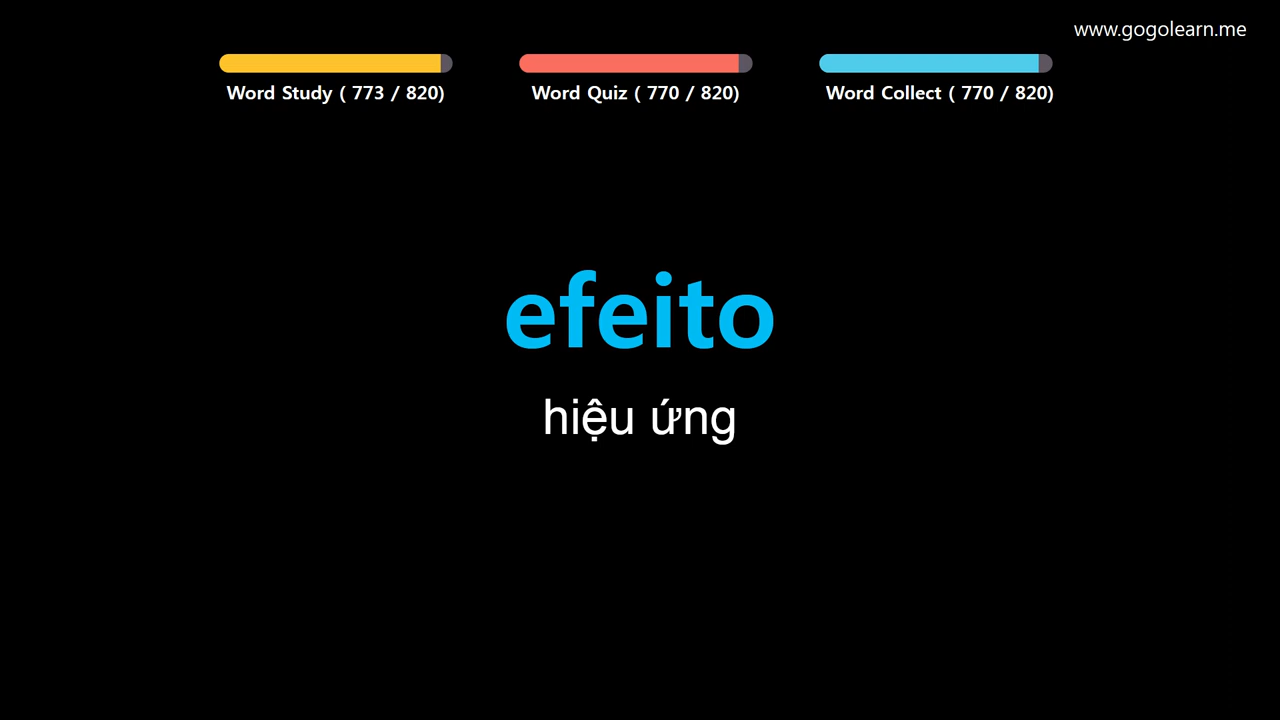 www.gogolearn.me
Word Study ( 773 / 820)
Word Quiz ( 770 / 820)
Word Collect ( 770 / 820)
efeito
hiệu ứng